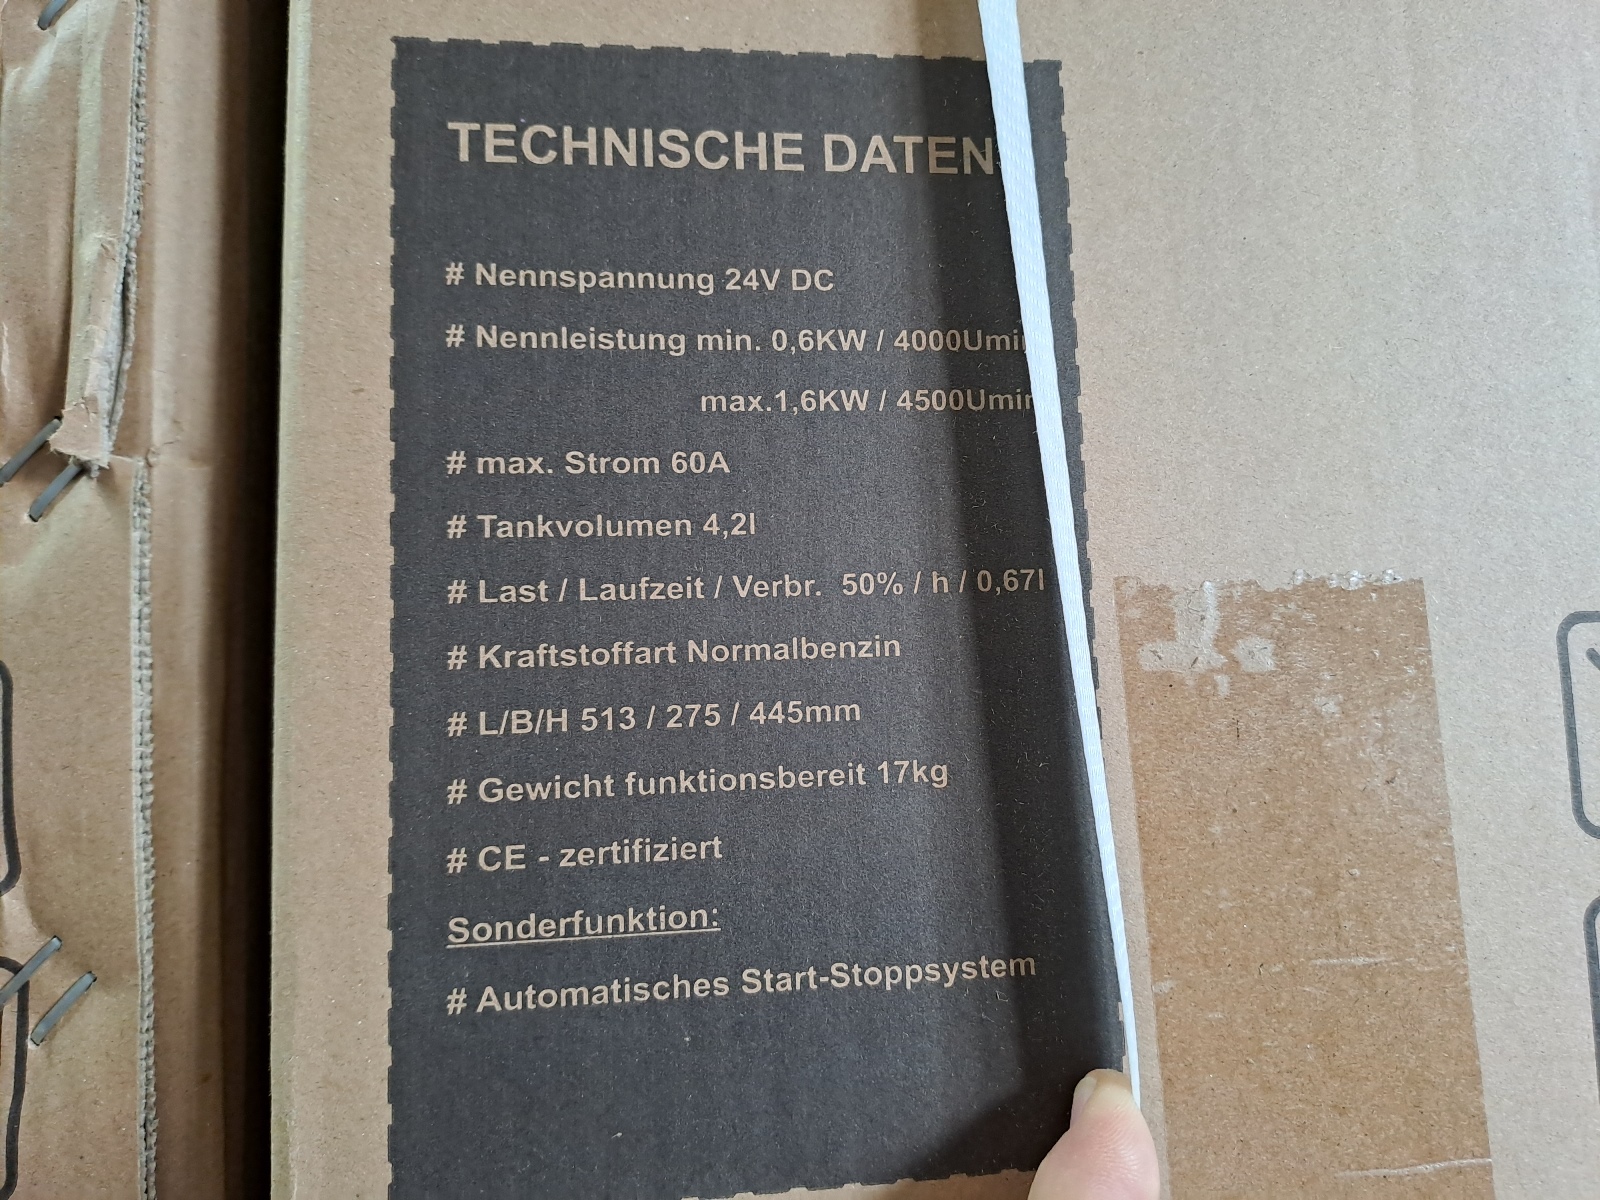 TECHNISCHE DATEN
# Nennspannung 24V DC
# Nennleistung min. 0,6KW / 4000Umin
max.1,6KW / 4500Umin
# max. Strom 60A
# Tankvolumen 4,2l
# Last / Laufzeit / Verbr. 50% / h / 0,67l
# Kraftstoffart Normalbenzin
# L/B/H 513 / 275 / 445mm
# Gewicht funktionsbereit 17kg
# CE - zertifiziert
Sonderfunktion:
# Automatisches Start-Stoppsystem